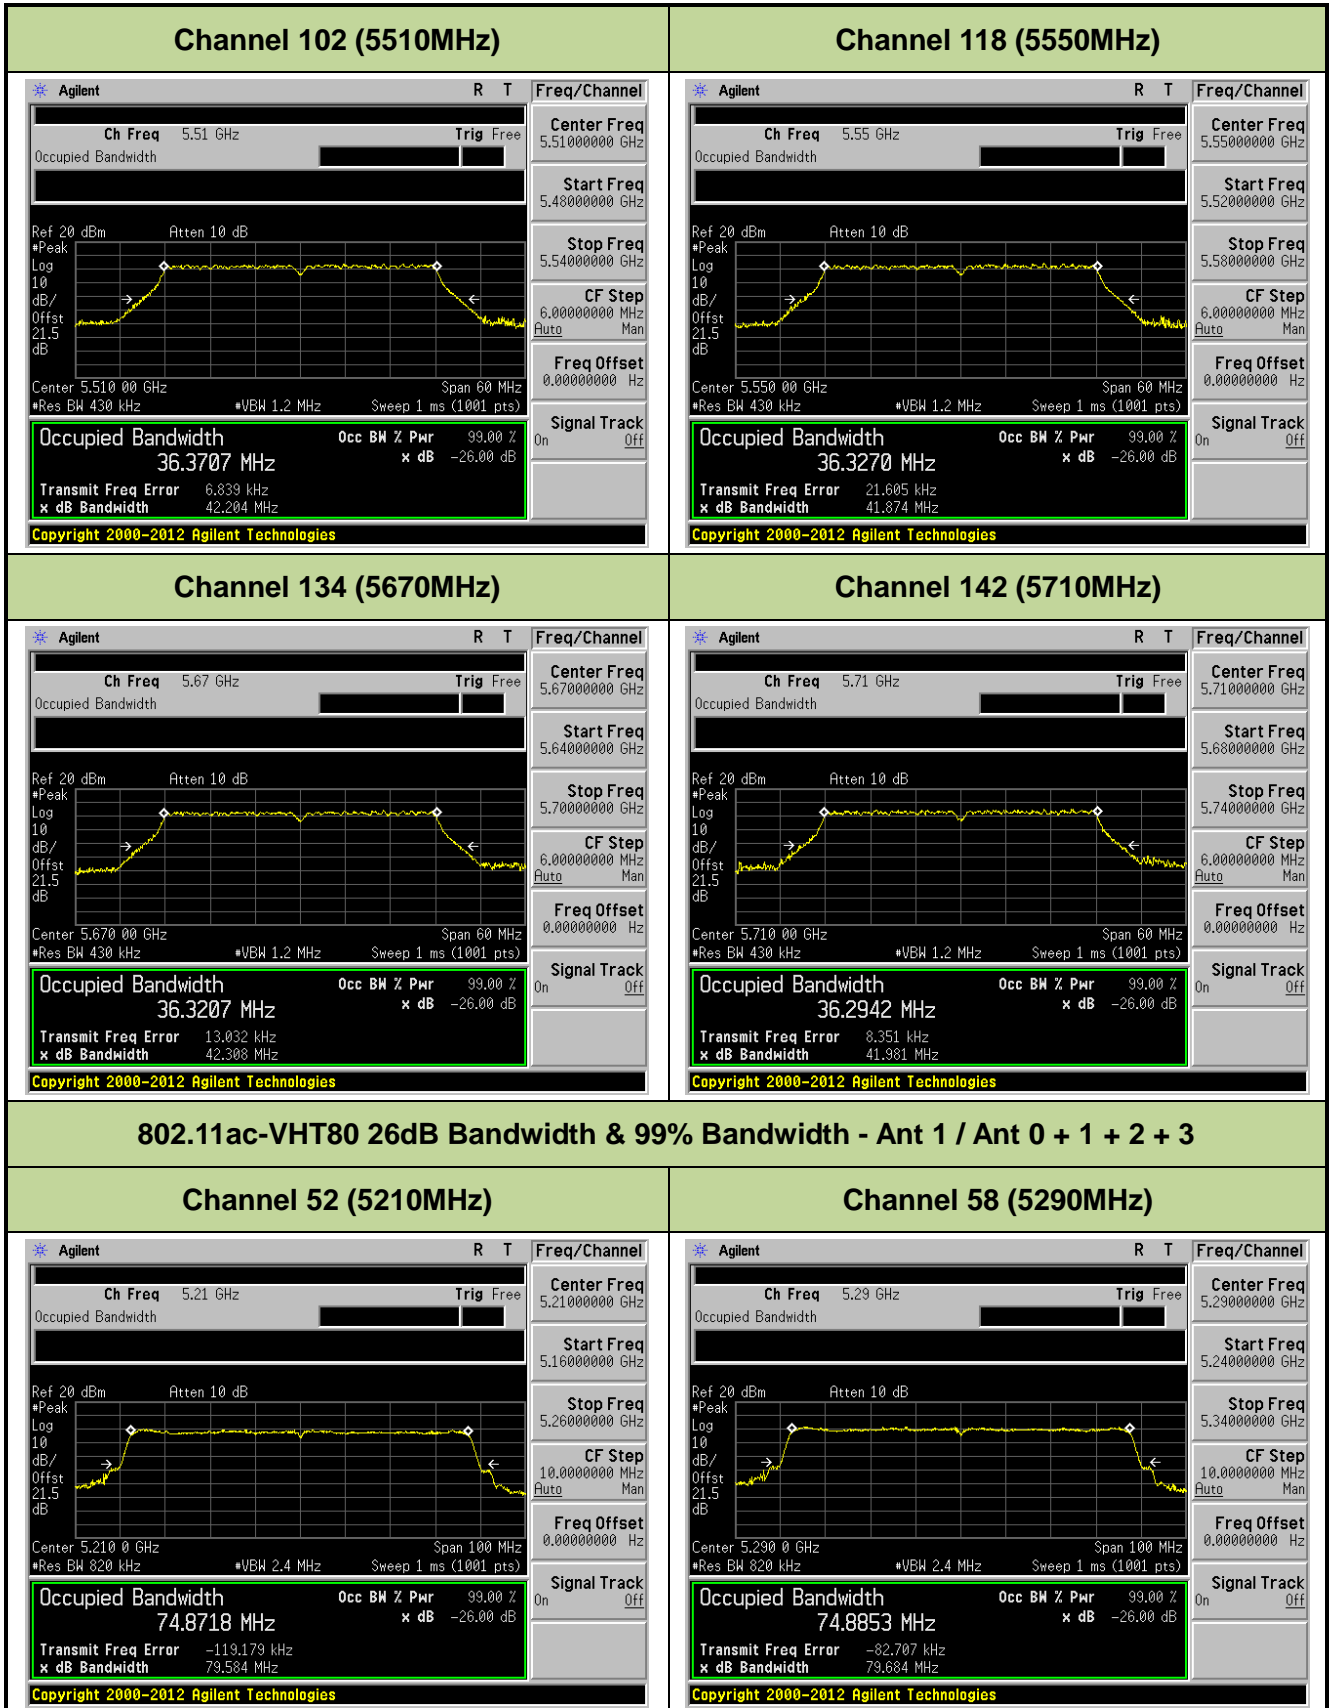 Channel 102 (5510MHz)
Channel 118 (5550MHz)
Agilent R T Freq/Channel
Ch Freq 5.51 GHz Trig Free
Occupied Bandwidth
Center Freq
5.51000000 GHz
Start Freq
5.48000000 GHz
Stop Freq
5.54000000 GHz
CF Step
6.00000000 MHz
Auto Man
Freq Offset
0.00000000 Hz
Signal Track
On Off
Ref 20 dBm Atten 10 dB
#Peak
Log
10
dB/
Offst
21.5
dB
Center 5.510 00 GHz Span 60 MHz
#Res BW 430 kHz #VBW 1.2 MHz Sweep 1 ms (1001 pts)
Occupied Bandwidth Occ BW % Pwr 99.00 %
36.3707 MHz x dB -26.00 dB
Transmit Freq Error 6.839 kHz
x dB Bandwidth 42.204 MHz
Copyright 2000-2012 Agilent Technologies
Agilent R T Freq/Channel
Ch Freq 5.55 GHz Trig Free
Occupied Bandwidth
Center Freq
5.55000000 GHz
Start Freq
5.52000000 GHz
Stop Freq
5.58000000 GHz
CF Step
6.00000000 MHz
Auto Man
Freq Offset
0.00000000 Hz
Signal Track
On Off
Ref 20 dBm Atten 10 dB
#Peak
Log
10
dB/
Offst
21.5
dB
Center 5.550 00 GHz Span 60 MHz
#Res BW 430 kHz #VBW 1.2 MHz Sweep 1 ms (1001 pts)
Occupied Bandwidth Occ BW % Pwr 99.00 %
36.3270 MHz x dB -26.00 dB
Transmit Freq Error 21.605 kHz
x dB Bandwidth 41.874 MHz
Copyright 2000-2012 Agilent Technologies
Channel 134 (5670MHz)
Channel 142 (5710MHz)
Agilent R T Freq/Channel
Ch Freq 5.67 GHz Trig Free
Occupied Bandwidth
Center Freq
5.67000000 GHz
Start Freq
5.64000000 GHz
Stop Freq
5.70000000 GHz
CF Step
6.00000000 MHz
Auto Man
Freq Offset
0.00000000 Hz
Signal Track
On Off
Ref 20 dBm Atten 10 dB
#Peak
Log
10
dB/
Offst
21.5
dB
Center 5.670 00 GHz Span 60 MHz
#Res BW 430 kHz #VBW 1.2 MHz Sweep 1 ms (1001 pts)
Occupied Bandwidth Occ BW % Pwr 99.00 %
36.3207 MHz x dB -26.00 dB
Transmit Freq Error 13.032 kHz
x dB Bandwidth 42.308 MHz
Copyright 2000-2012 Agilent Technologies
Agilent R T Freq/Channel
Ch Freq 5.71 GHz Trig Free
Occupied Bandwidth
Center Freq
5.71000000 GHz
Start Freq
5.68000000 GHz
Stop Freq
5.74000000 GHz
CF Step
6.00000000 MHz
Auto Man
Freq Offset
0.00000000 Hz
Signal Track
On Off
Ref 20 dBm Atten 10 dB
#Peak
Log
10
dB/
Offst
21.5
dB
Center 5.710 00 GHz Span 60 MHz
#Res BW 430 kHz #VBW 1.2 MHz Sweep 1 ms (1001 pts)
Occupied Bandwidth Occ BW % Pwr 99.00 %
36.2942 MHz x dB -26.00 dB
Transmit Freq Error 8.351 kHz
x dB Bandwidth 41.981 MHz
Copyright 2000-2012 Agilent Technologies
802.11ac-VHT80 26dB Bandwidth & 99% Bandwidth - Ant 1 / Ant 0 + 1 + 2 + 3
Channel 52 (5210MHz)
Channel 58 (5290MHz)
Agilent R T Freq/Channel
Ch Freq 5.21 GHz Trig Free
Occupied Bandwidth
Center Freq
5.21000000 GHz
Start Freq
5.16000000 GHz
Stop Freq
5.26000000 GHz
CF Step
10.0000000 MHz
Auto Man
Freq Offset
0.00000000 Hz
Signal Track
On Off
Ref 20 dBm Atten 10 dB
#Peak
Log
10
dB/
Offst
21.5
dB
Center 5.210 0 GHz Span 100 MHz
#Res BW 820 kHz #VBW 2.4 MHz Sweep 1 ms (1001 pts)
Occupied Bandwidth Occ BW % Pwr 99.00 %
74.8718 MHz x dB -26.00 dB
Transmit Freq Error -119.179 kHz
x dB Bandwidth 79.584 MHz
Copyright 2000-2012 Agilent Technologies
Agilent R T Freq/Channel
Ch Freq 5.29 GHz Trig Free
Occupied Bandwidth
Center Freq
5.29000000 GHz
Start Freq
5.24000000 GHz
Stop Freq
5.34000000 GHz
CF Step
10.0000000 MHz
Auto Man
Freq Offset
0.00000000 Hz
Signal Track
On Off
Ref 20 dBm Atten 10 dB
#Peak
Log
10
dB/
Offst
21.5
dB
Center 5.290 0 GHz Span 100 MHz
#Res BW 820 kHz #VBW 2.4 MHz Sweep 1 ms (1001 pts)
Occupied Bandwidth Occ BW % Pwr 99.00 %
74.8853 MHz x dB -26.00 dB
Transmit Freq Error -82.707 kHz
x dB Bandwidth 79.684 MHz
Copyright 2000-2012 Agilent Technologies